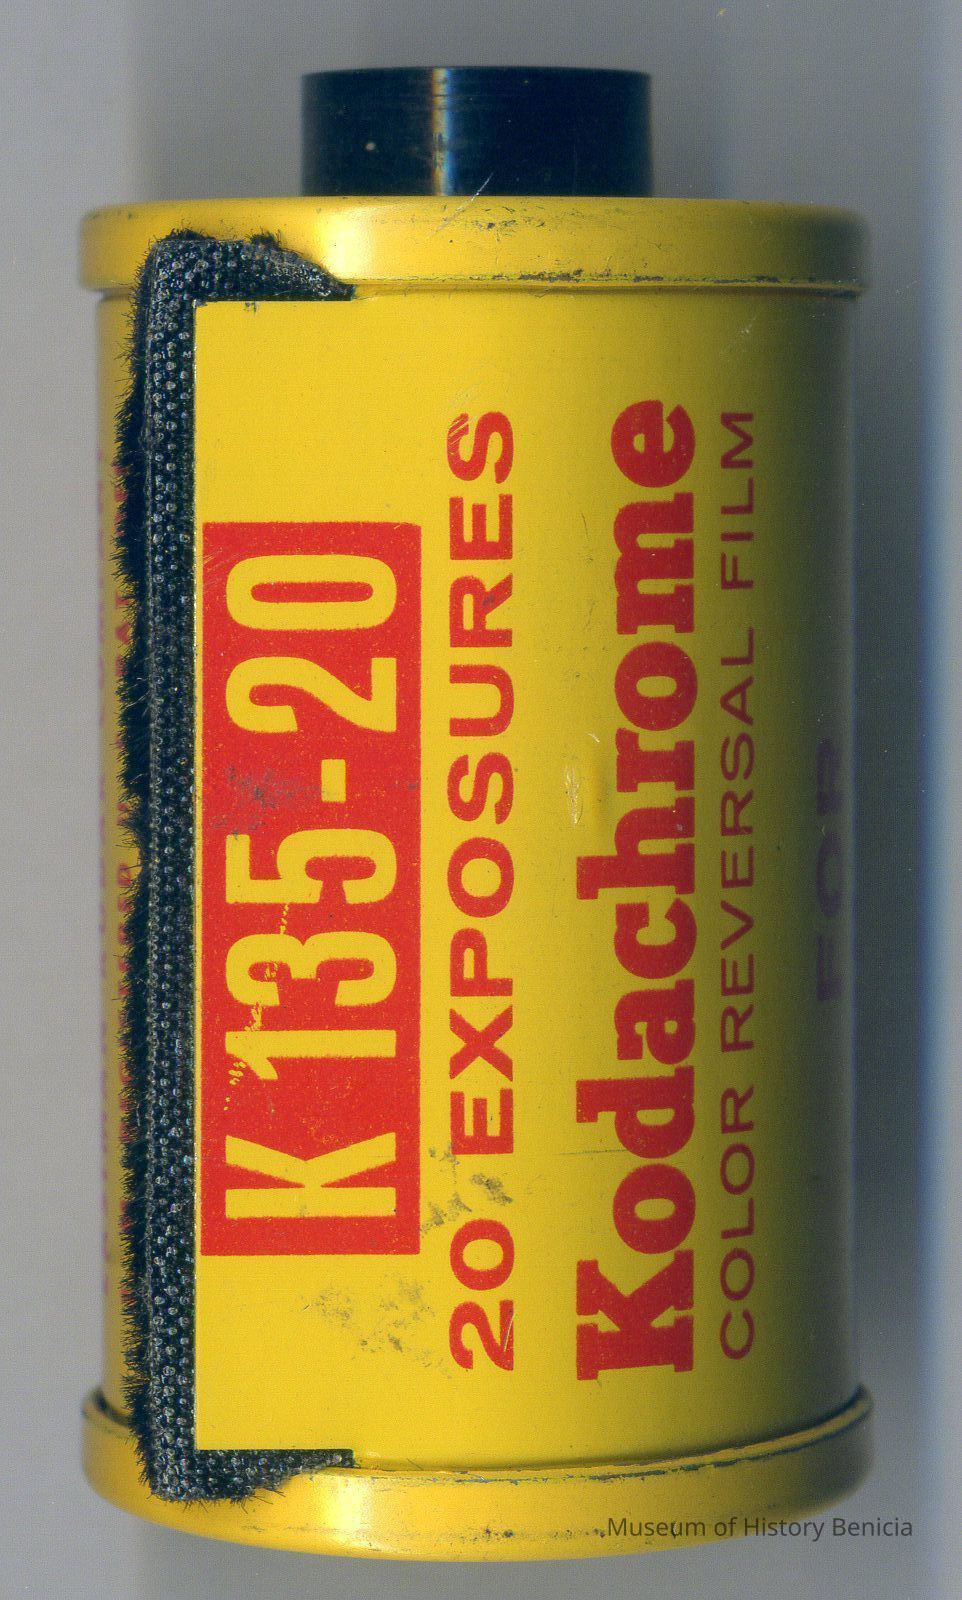 K 135-20
20 EXPOSURES
Kodachrome
COLOR REVERSAL FILM
FOR
Museum of History Benicia